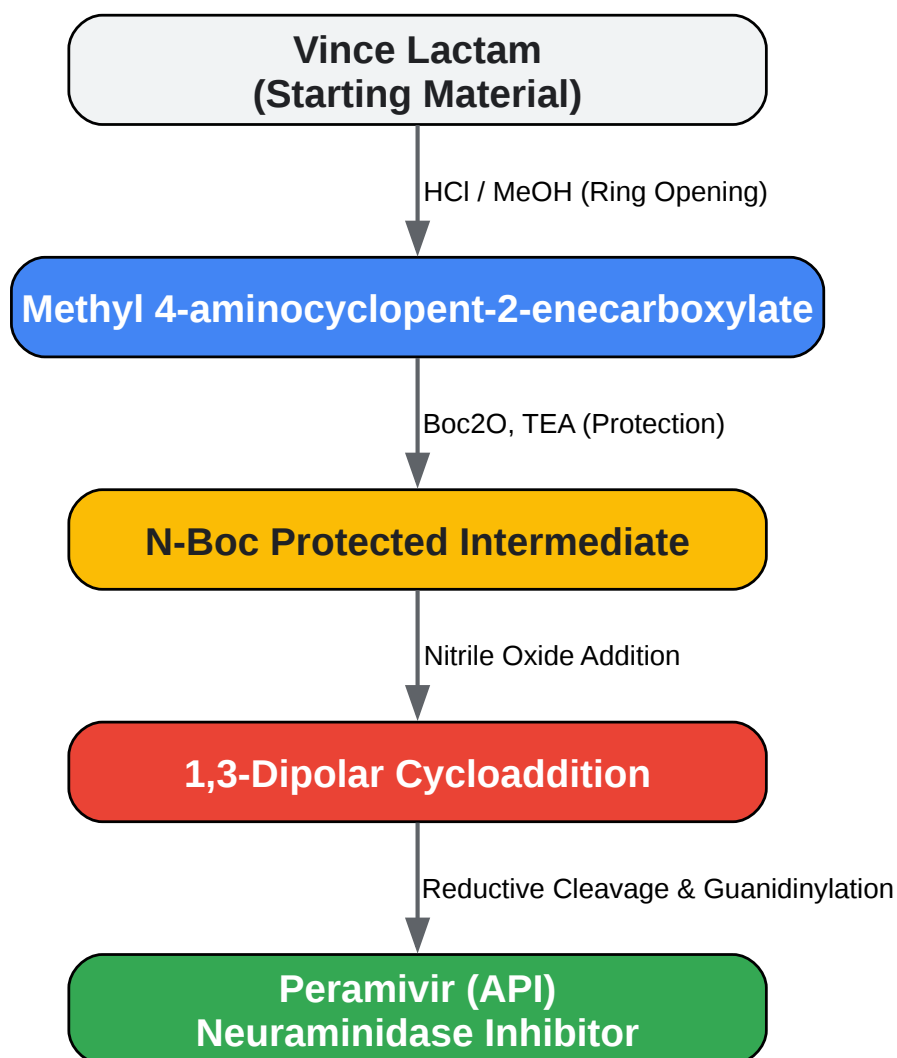 Vince Lactam
(Starting Material)
HCl / MeOH (Ring Opening)
Methyl 4-aminocyclopent-2-enecarboxylate
Boc2O, TEA (Protection)
N-Boc Protected Intermediate
Nitrile Oxide Addition
1,3-Dipolar Cycloaddition
Reductive Cleavage & Guanidinylation
Peramivir (API)
Neuraminidase Inhibitor